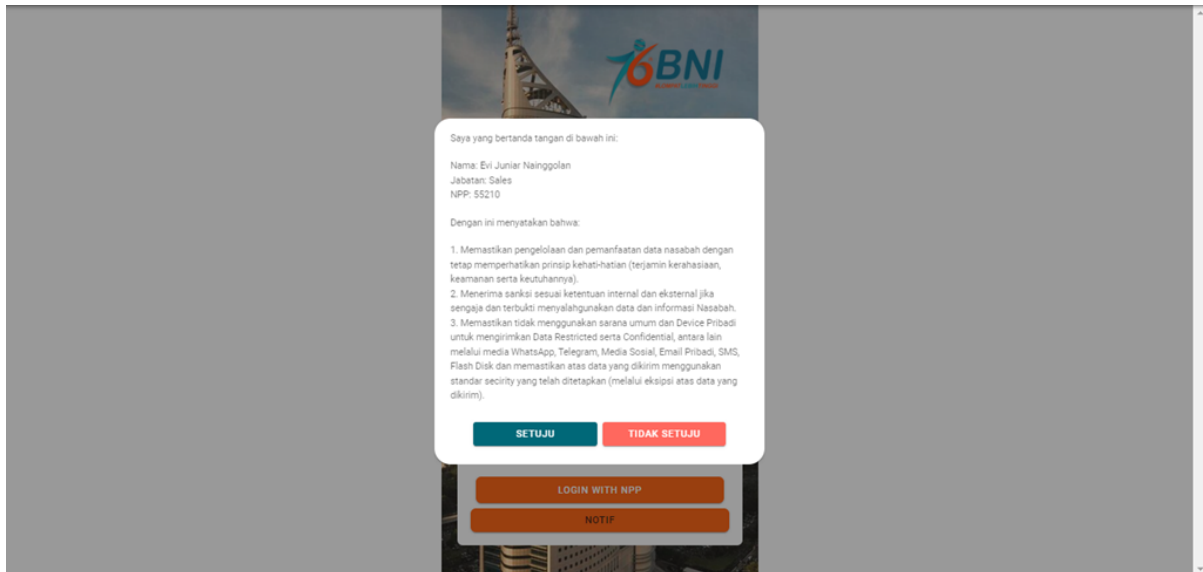 76 BNI
Saya yang bertanda tangan di bawah ini:
Nama: Evi Juniar Nainggolan
Jabatan: Sales
NPP: 55210
Dengan ini menyatakan bahwa:
1. Memastikan pengelolaan dan pemanfaatan data nasabah dengan
tetap memperhatikan prinsip kehati-hatian (terjamin kerahasiaan,
keamanan serta keutuhannya).
2. Menerima sanksi sesuai ketentuan internal dan eksternal jika
sengaja dan terbukti menyalahgunakan data dan informasi Nasabah.
3. Memastikan tidak menggunakan sarana umum dan Device Pribadi
untuk mengirimkan Data Restricted serta Confidential, antara lain
melalui media WhatsApp, Telegram, Media Sosial, Email Pribadi, SMS,
Flash Disk dan memastikan atas data yang dikirim menggunakan
standar secirity yang telah ditetapkan (melalui eksipsi atas data yang
dikirim).
SETUJU
TIDAK SETUJU
LOGIN WITH NPP
NOTIF